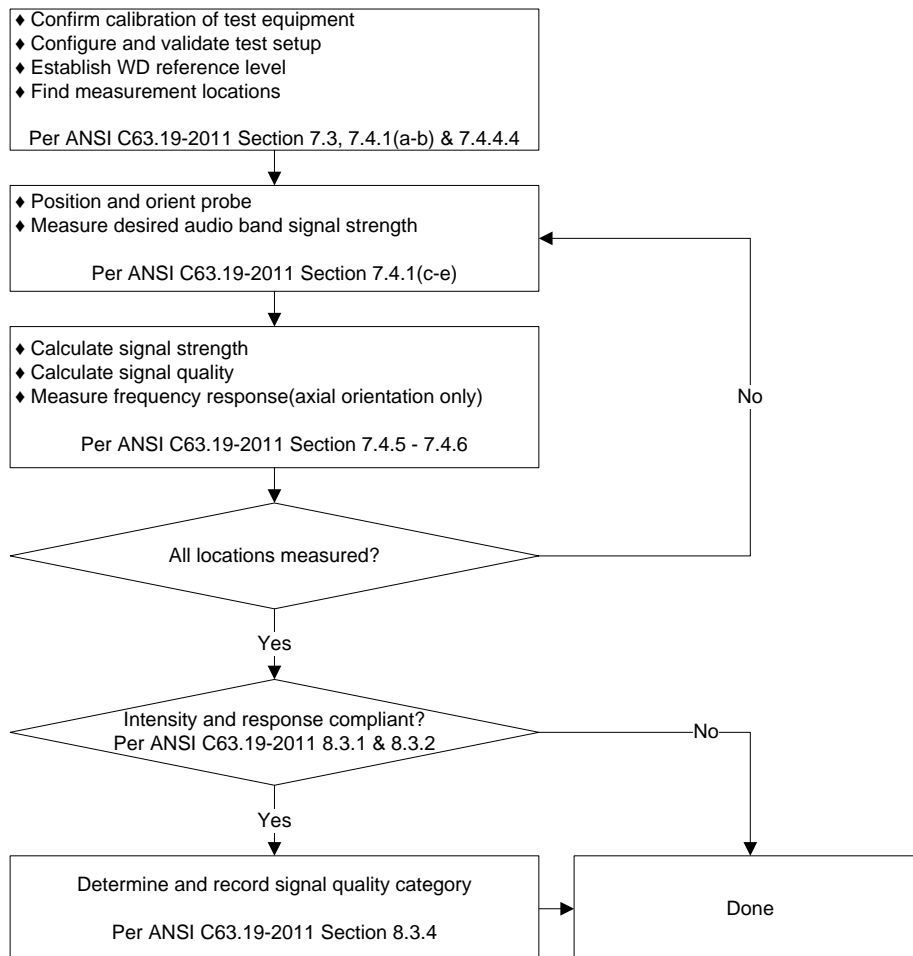 ♦ Confirm calibration of test equipment
♦ Configure and validate test setup
♦ Establish WD reference level
♦ Find measurement locations
Per ANSI C63.19-2011 Section 7.3, 7.4.1(a-b) & 7.4.4.4
♦ Position and orient probe
♦ Measure desired audio band signal strength
Per ANSI C63.19-2011 Section 7.4.1(c-e)
♦ Calculate signal strength
♦ Calculate signal quality
♦ Measure frequency response(axial orientation only)
Per ANSI C63.19-2011 Section 7.4.5 - 7.4.6
No
All locations measured?
Yes
Intensity and response compliant?
Per ANSI C63.19-2011 8.3.1 & 8.3.2
No
Yes
Determine and record signal quality category
Per ANSI C63.19-2011 Section 8.3.4
Done